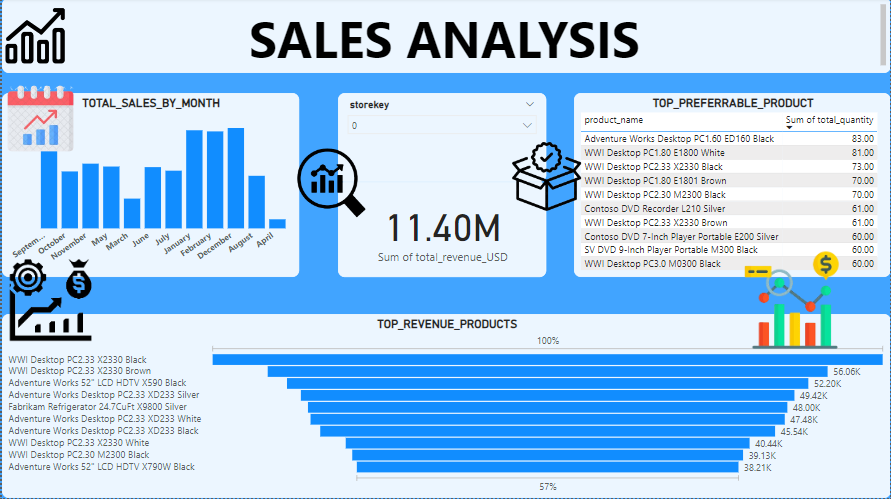 SALES ANALYSIS
TOTAL_SALES_BY_MONTH
Septem...
October
November
May
March
June
July
January
February
December
August
April
storekey
0
11.40M
Sum of total_revenue_USD
TOP_PREFERRABLE_PRODUCT
product_name Sum of total_quantity
Adventure Works Desktop PC1.60 ED160 Black 83.00
WWI Desktop PC1.80 E1800 White 81.00
WWI Desktop PC2.33 X2330 Black 73.00
WWI Desktop PC1.80 E1801 Brown 70.00
WWI Desktop PC2.30 M2300 Black 70.00
Contoso DVD Recorder L210 Silver 61.00
WWI Desktop PC2.33 X2330 Brown 61.00
Contoso DVD 7-Inch Player Portable E200 Silver 60.00
SV DVD 9-Inch Player Portable M300 Black 60.00
WWI Desktop PC3.0 M0300 Black 60.00
$
$
$
TOP_REVENUE_PRODUCTS
100%
WWI Desktop PC2.33 X2330 Black
WWI Desktop PC2.33 X2330 Brown 56.06K
Adventure Works 52" LCD HDTV X590 Black 52.20K
Adventure Works Desktop PC2.33 XD233 Silver 49.42K
Fabrikam Refrigerator 24.7CuFt X9800 Silver 48.00K
Adventure Works Desktop PC2.33 XD233 White 47.48K
Adventure Works Desktop PC2.33 XD233 Black 45.54K
WWI Desktop PC2.33 X2330 White 40.44K
WWI Desktop PC2.30 M2300 Black 39.13K
Adventure Works 52" LCD HDTV X790W Black 38.21K
57%